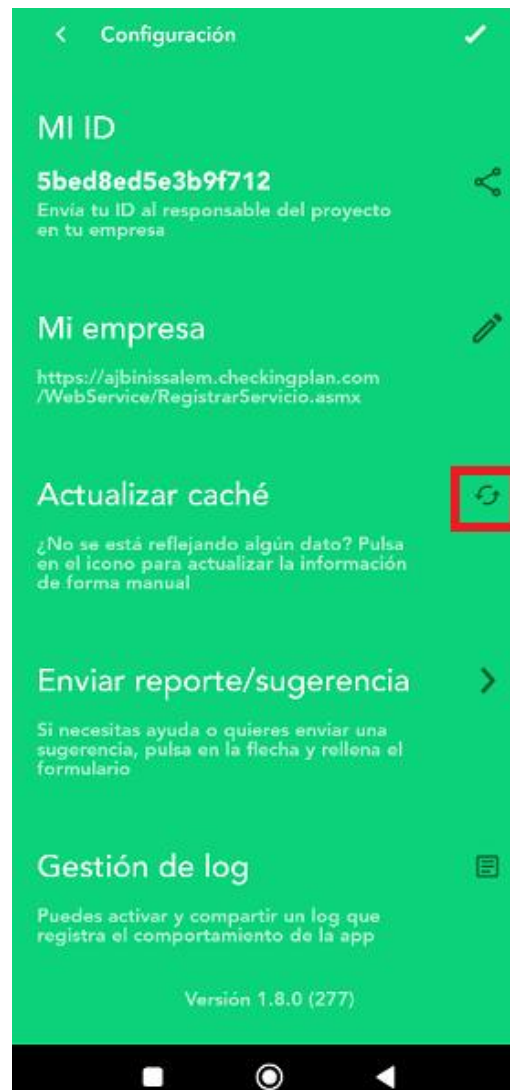 Configuración
MI ID
5bed8ed5e3b9f712
Envía tu ID al responsable del proyecto
en tu empresa
Mi empresa
https://ajbinissalem.checkingplan.com
/WebService/RegistrarServicio.asmx
Actualizar caché
¿No se está reflejando algún dato? Pulsa
en el icono para actualizar la información
de forma manual
Enviar reporte/sugerencia
Si necesitas ayuda o quieres enviar una
sugerencia, pulsa en la flecha y rellena el
formulario
Gestión de log
Puedes activar y compartir un log que
registra el comportamiento de la app
Versión 1.8.0 (277)